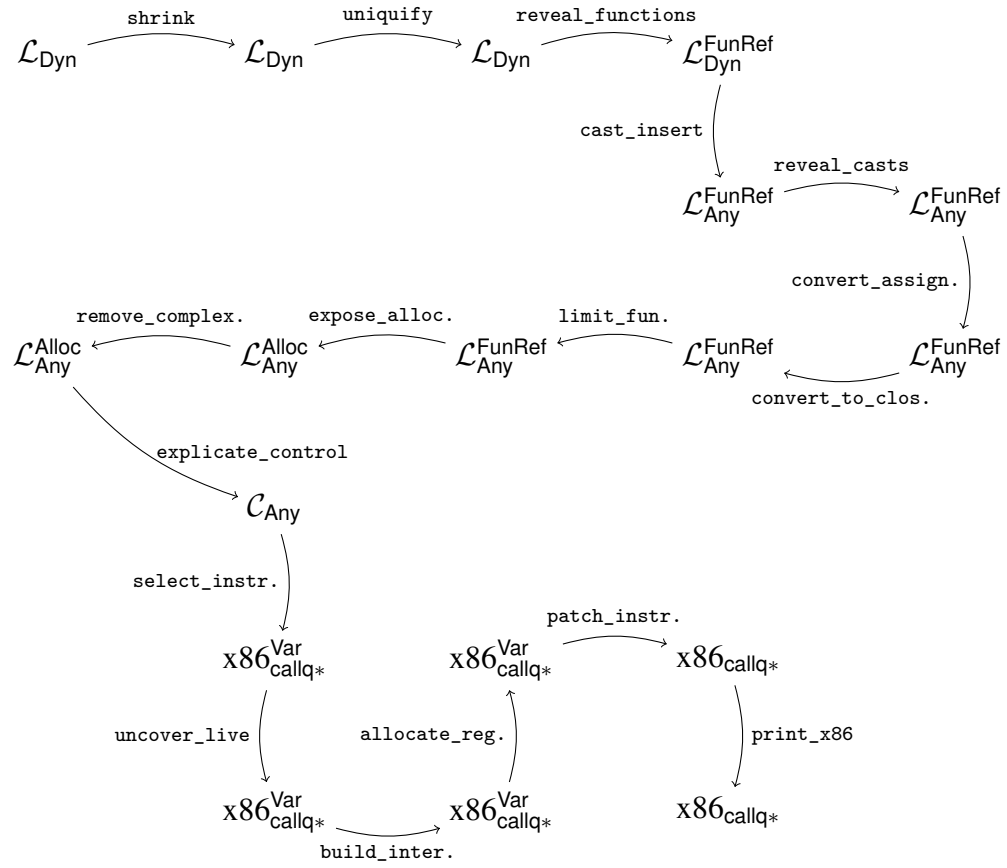 shrink uniquify reveal_functions
𝓛_Dyn 𝓛_Dyn 𝓛_Dyn 𝓛_Dyn^FunRef
cast_insert
reveal_casts
𝓛_Any^FunRef 𝓛_Any^FunRef
convert_assign.
remove_complex. expose_alloc. limit_fun.
𝓛_Any^Alloc 𝓛_Any^Alloc 𝓛_Any^FunRef 𝓛_Any^FunRef 𝓛_Any^FunRef
convert_to_clos.
explicate_control
𝓒_Any
select_instr.
patch_instr.
x86_callq*^Var x86_callq*^Var x86_callq*
uncover_live allocate_reg. print_x86
x86_callq*^Var x86_callq*^Var x86_callq*
build_inter.